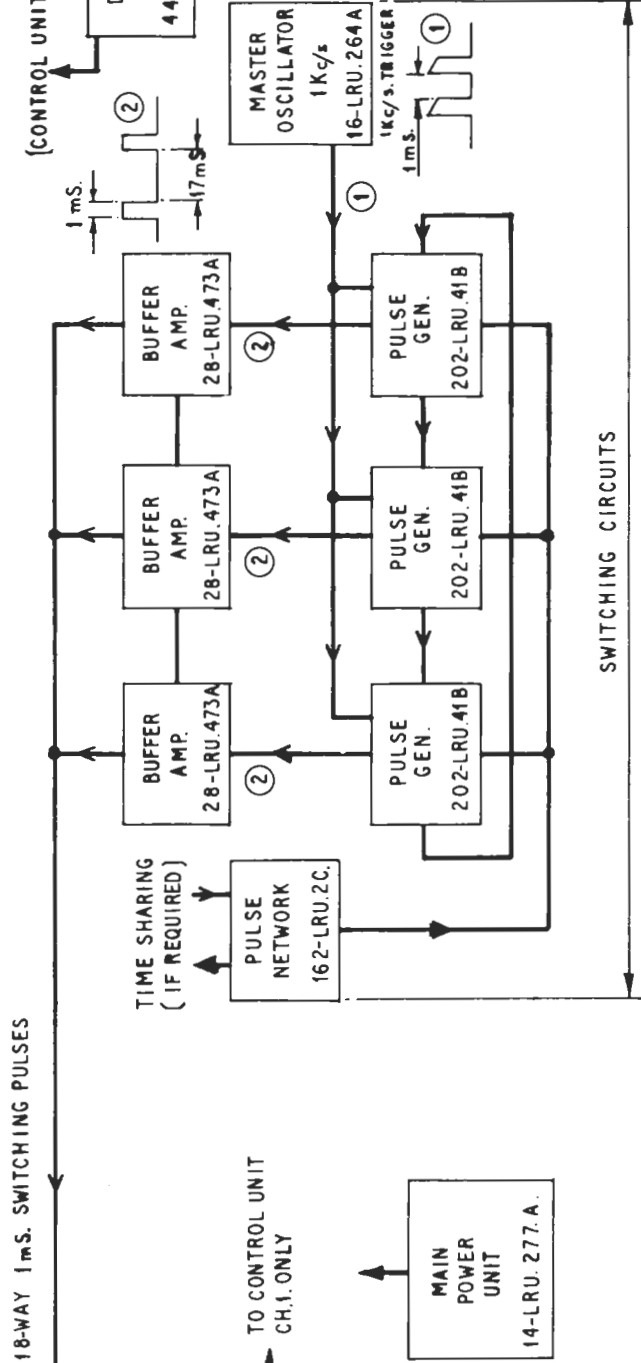 18-WAY 1mS. SWITCHING PULSES
[CONTROL UNIT
44
1 mS.
17mS
②
BUFFER
AMP.
28-LRU.473A
BUFFER
AMP.
28-LRU.473A
BUFFER
AMP.
28-LRU.473A
②
②
②
TIME SHARING
(IF REQUIRED)
PULSE
NETWORK
162-LRU.2C.
MASTER
OSCILLATOR
1Kc/s
16-LRU.264A
①
1Kc/s.TRIGGER
1mS.
①
PULSE
GEN.
202-LRU.41B
PULSE
GEN.
202-LRU.41B
PULSE
GEN.
202-LRU.41B
TO CONTROL UNIT
CH.1. ONLY
MAIN
POWER
UNIT
14-LRU. 277.A.
SWITCHING CIRCUITS